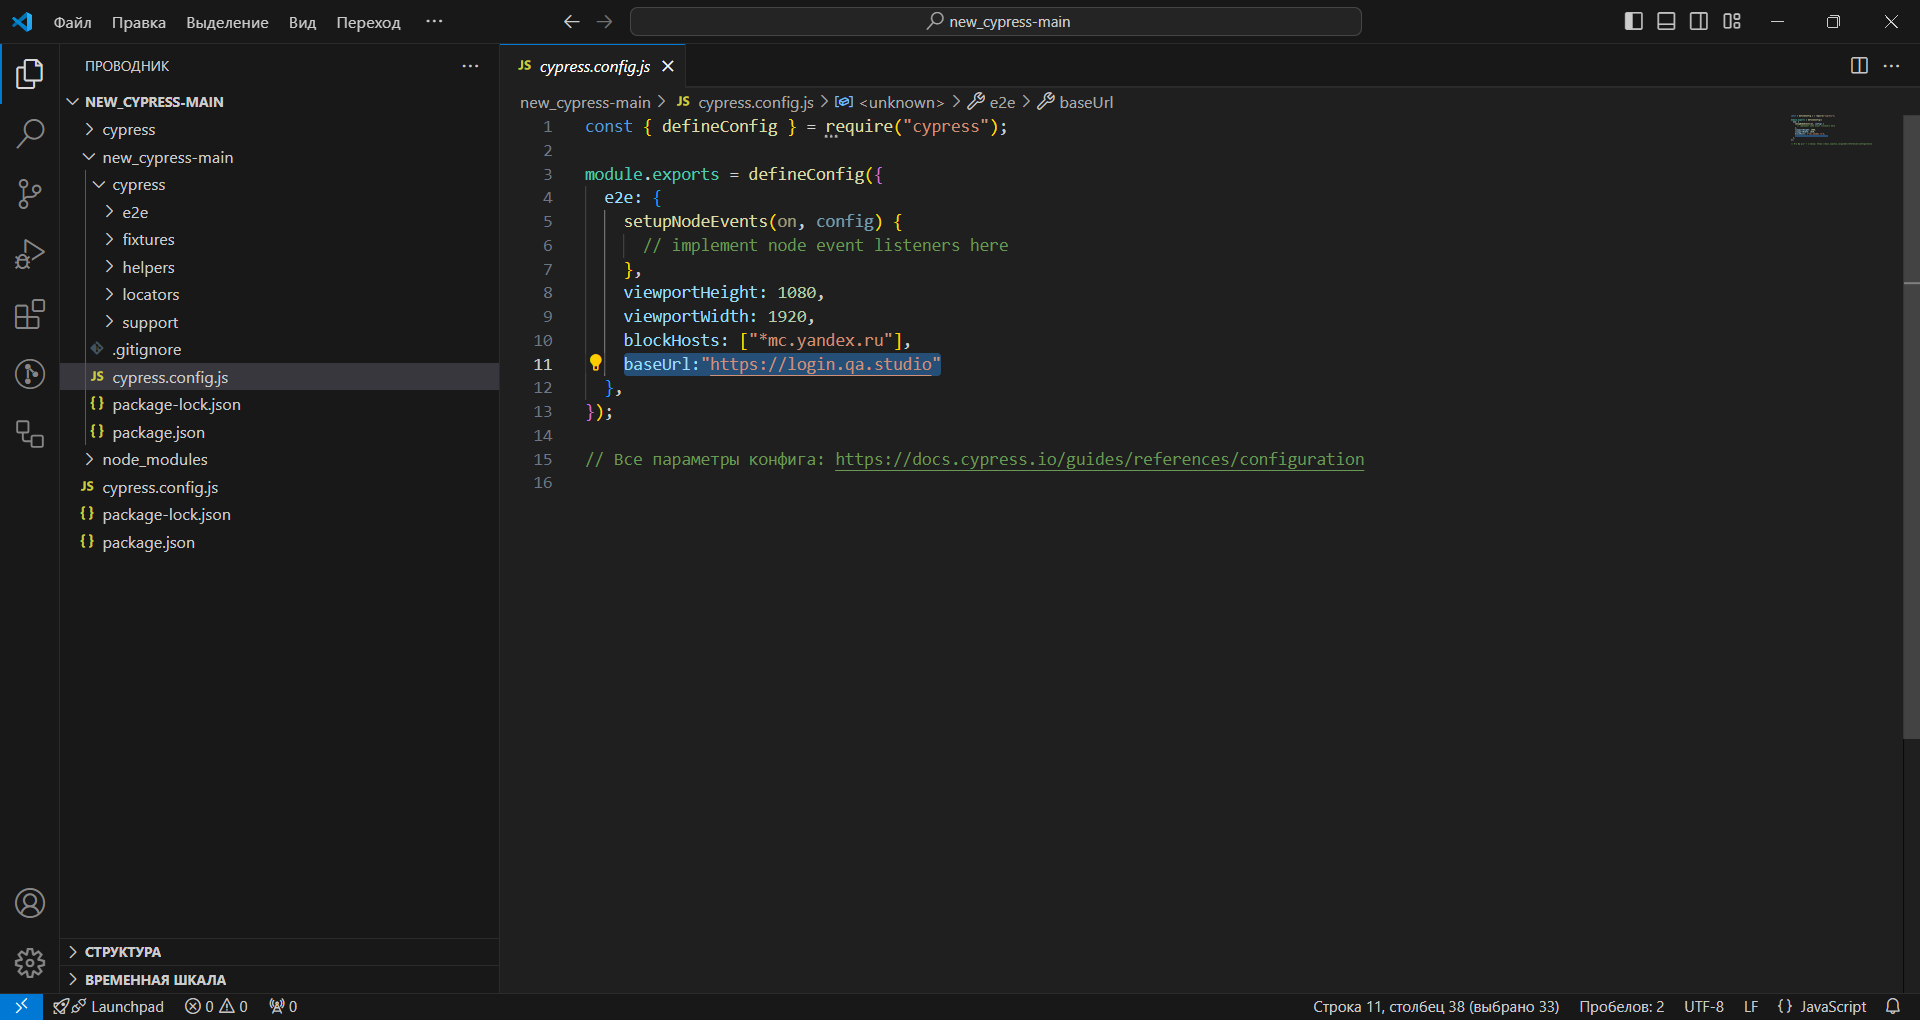 Файл Правка Выделение Вид Переход ··· new_cypress-main
ПРОВОДНИК ···
NEW_CYPRESS-MAIN
cypress
new_cypress-main
cypress
e2e
fixtures
helpers
locators
support
.gitignore
JS cypress.config.js
{} package-lock.json
{} package.json
node_modules
JS cypress.config.js
{} package-lock.json
{} package.json
СТРУКТУРА
ВРЕМЕННАЯ ШКАЛА
JS cypress.config.js
new_cypress-main > JS cypress.config.js > <unknown> > e2e > baseUrl
1 const { defineConfig } = require("cypress");
2
3 module.exports = defineConfig({
4 e2e: {
5 setupNodeEvents(on, config) {
6 // implement node event listeners here
7 },
8 viewportHeight: 1080,
9 viewportWidth: 1920,
10 blockHosts: ["*mc.yandex.ru"],
11 baseUrl:"https://login.qa.studio"
12 },
13 });
14
15 // Все параметры конфига: https://docs.cypress.io/guides/references/configuration
16
Launchpad 0 0 0 Строка 11, столбец 38 (выбрано 33) Пробелов: 2 UTF-8 LF {} JavaScript